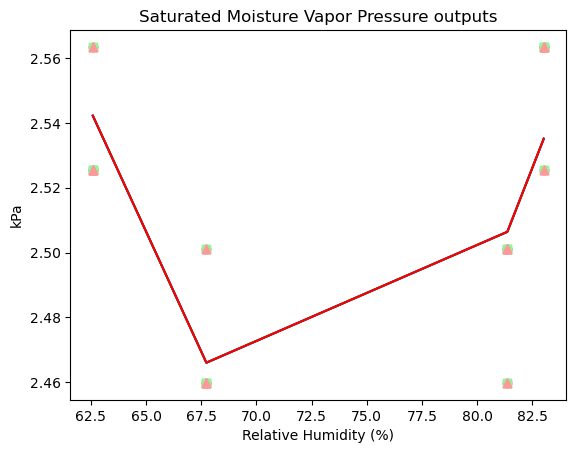 Saturated Moisture Vapor Pressure outputs
2.56
2.54
2.52
2.50
2.48
2.46
kPa
62.5 65.0 67.5 70.0 72.5 75.0 77.5 80.0 82.5
Relative Humidity (%)